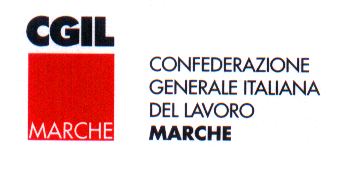 CGIL
MARCHE
CONFEDERAZIONE
GENERALE ITALIANA
DEL LAVORO
MARCHE